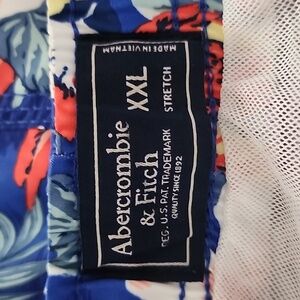 Abercrombie
& Fitch
REG. U.S. PAT. TRADEMARK
QUALITY SINCE 1892
XXL
STRETCH
MADE IN VIETNAM